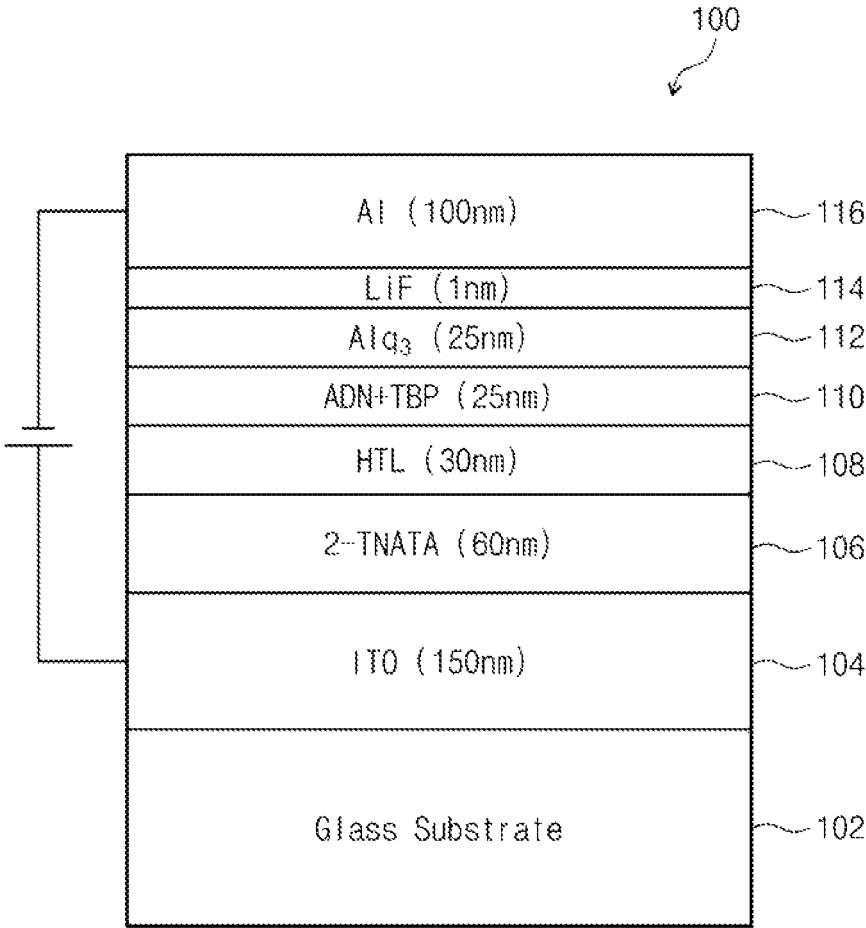 100
Al (100nm) 116
LiF (1nm) 114
Alq₃ (25nm) 112
ADN+TBP (25nm) 110
HTL (30nm) 108
2-TNATA (60nm) 106
ITO (150nm) 104
Glass Substrate 102